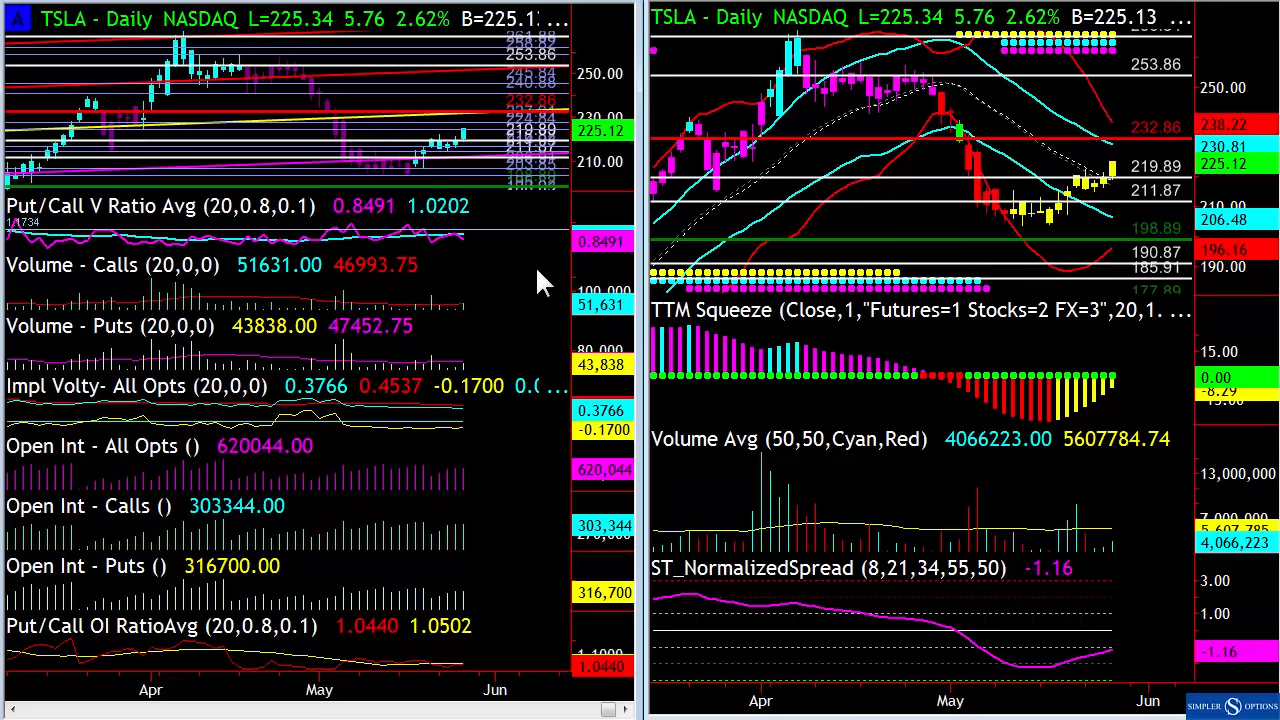 A TSLA - Daily NASDAQ L=225.34 5.76 2.62% B=225.1 ...
253.86
232.86
250.00
225.12
210.00
Put/Call V Ratio Avg (20,0.8,0.1) 0.8491 1.0202
0.8491
Volume - Calls (20,0,0) 51631.00 46993.75
51,631
Volume - Puts (20,0,0) 43838.00 47452.75
43,838
Impl Volty- All Opts (20,0,0) 0.3766 0.4537 -0.1700 ...
0.3766
-0.1700
Open Int - All Opts () 620044.00
620,044
Open Int - Calls () 303344.00
303,344
Open Int - Puts () 316700.00
316,700
Put/Call OI RatioAvg (20,0.8,0.1) 1.0440 1.0502
1.0440
Apr May Jun
TSLA - Daily NASDAQ L=225.34 5.76 2.62% B=225.13 ...
253.86
250.00
232.86
238.22
230.81
225.12
219.89
211.87
206.48
198.89
196.16
190.87
190.00
185.91
177.89
TTM Squeeze (Close,1,"Futures=1 Stocks=2 FX=3",20,1. ...
15.00
0.00
-8.29
Volume Avg (50,50,Cyan,Red) 4066223.00 5607784.74
13,000,000
5,607,785
4,066,223
ST_NormalizedSpread (8,21,34,55,50) -1.16
3.00
1.00
-1.16
Apr May Jun
SIMPLER S OPTIONS